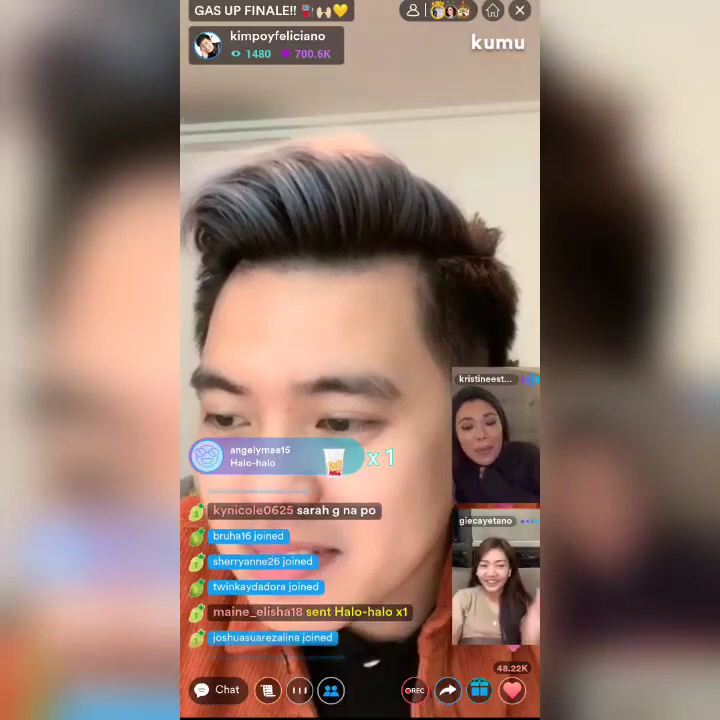 GAS UP FINALE!! ⛽🙌🏻💛
kimpoyfeliciano
1480 700.6K
kumu
kristineest...
angelymae15
Halo-halo
x 1
kynicole0625 sarah g na po
giecayetano
bruha16 joined
sherryanne26 joined
twinkaydadora joined
maine_elisha18 sent Halo-halo x1
joshuasuarezalina joined
48.22K
Chat
REC